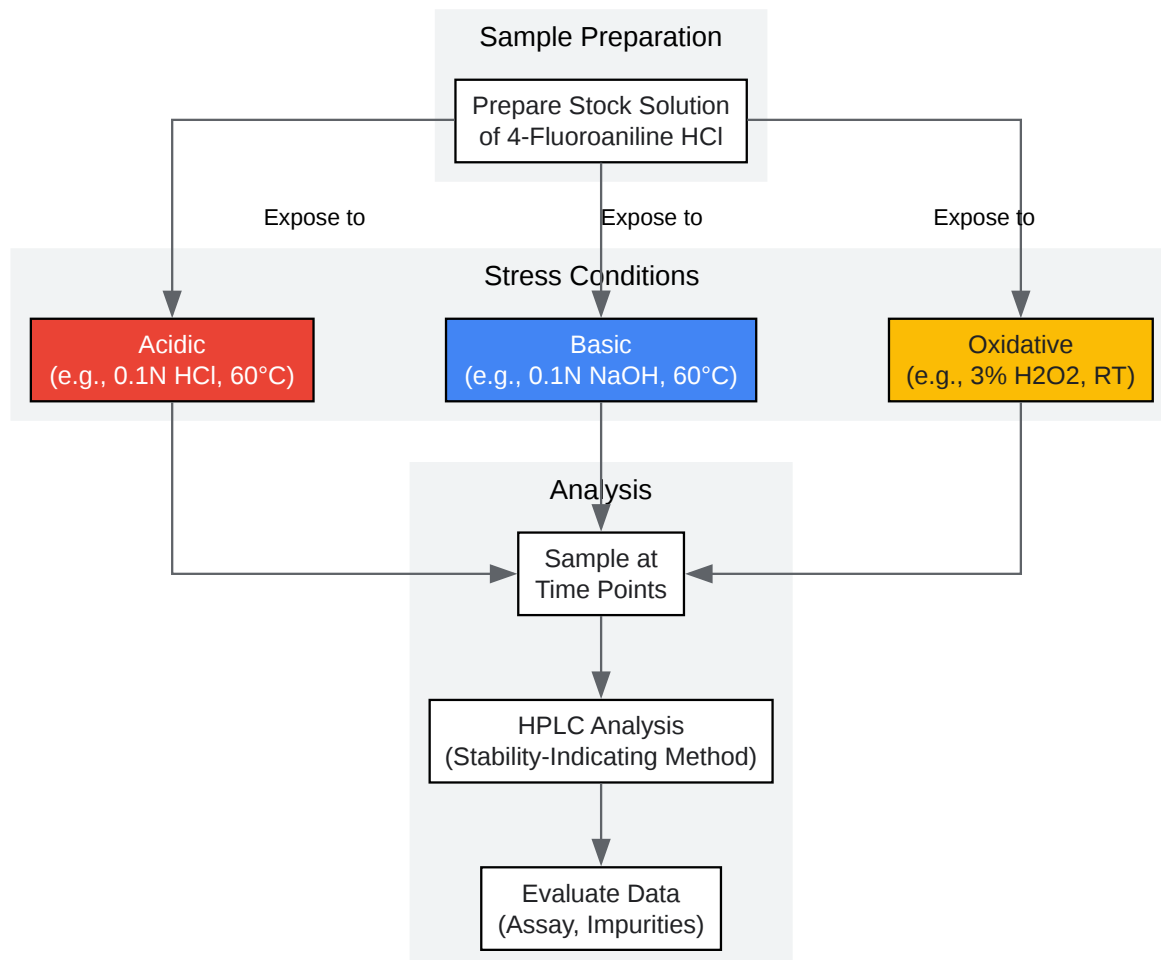 Sample Preparation
Prepare Stock Solution
of 4-Fluoroaniline HCl
Expose to
Expose to
Expose to
Stress Conditions
Acidic
(e.g., 0.1N HCl, 60°C)
Basic
(e.g., 0.1N NaOH, 60°C)
Oxidative
(e.g., 3% H2O2, RT)
Analysis
Sample at
Time Points
HPLC Analysis
(Stability-Indicating Method)
Evaluate Data
(Assay, Impurities)